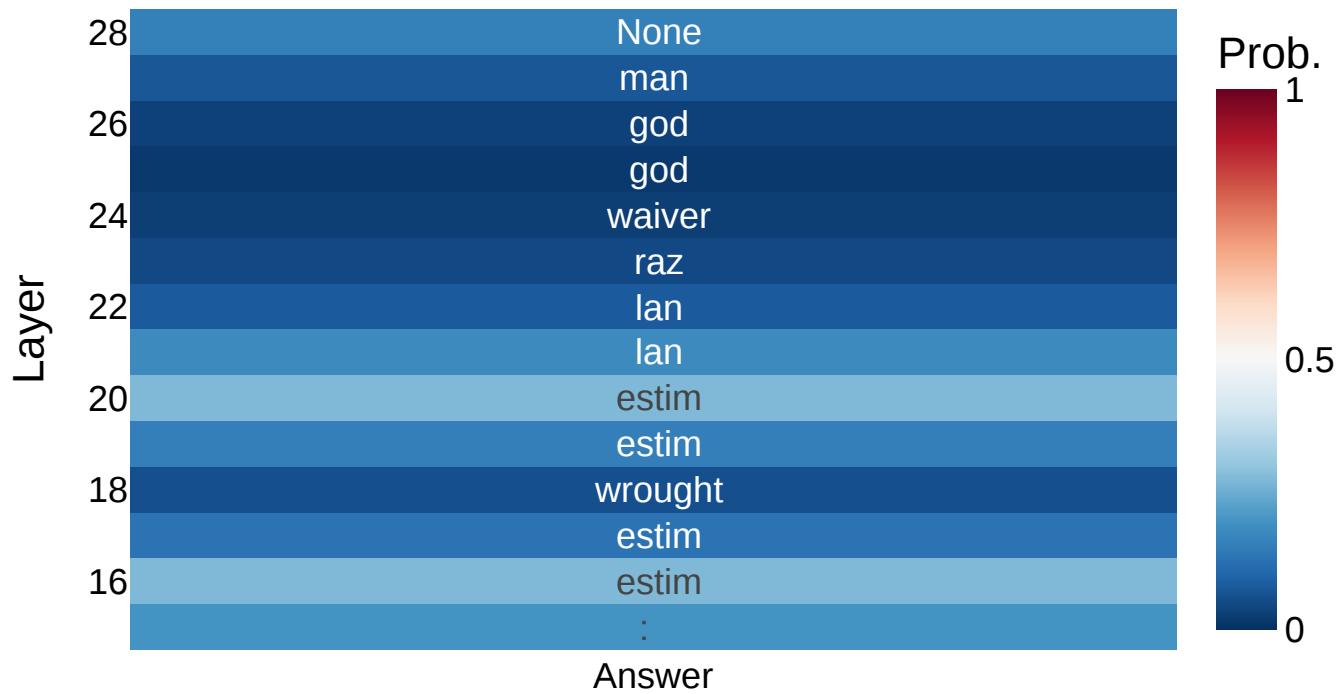 Prob.
1
0.5
0
Layer
28 None
man
26 god
god
24 waiver
raz
22 lan
lan
20 estim
estim
18 wrought
estim
16 estim
:
Answer